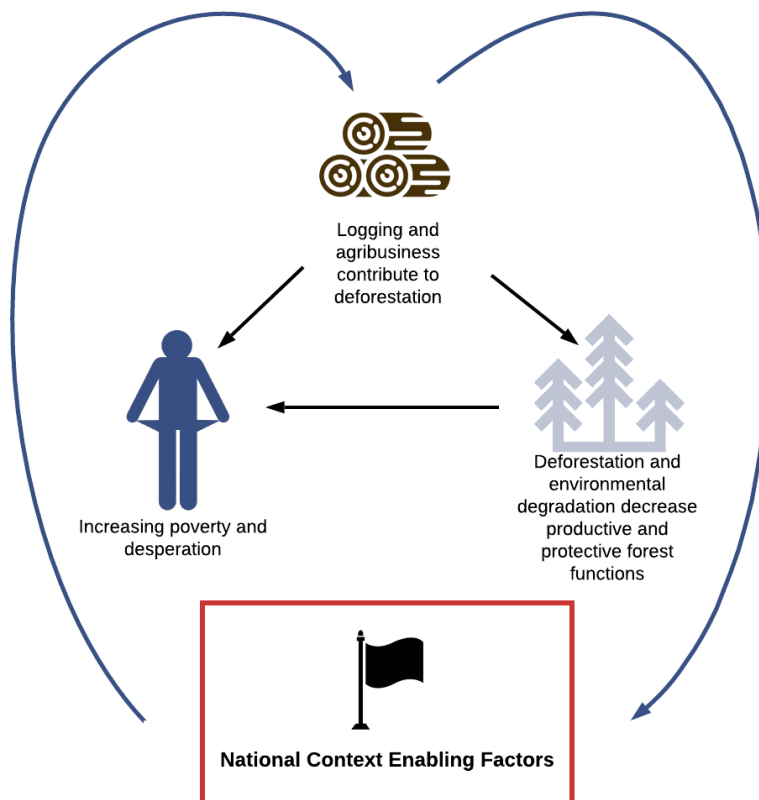 Logging and
agribusiness
contribute to
deforestation
Increasing poverty and
desperation
Deforestation and
environmental
degradation decrease
productive and
protective forest
functions
National Context Enabling Factors